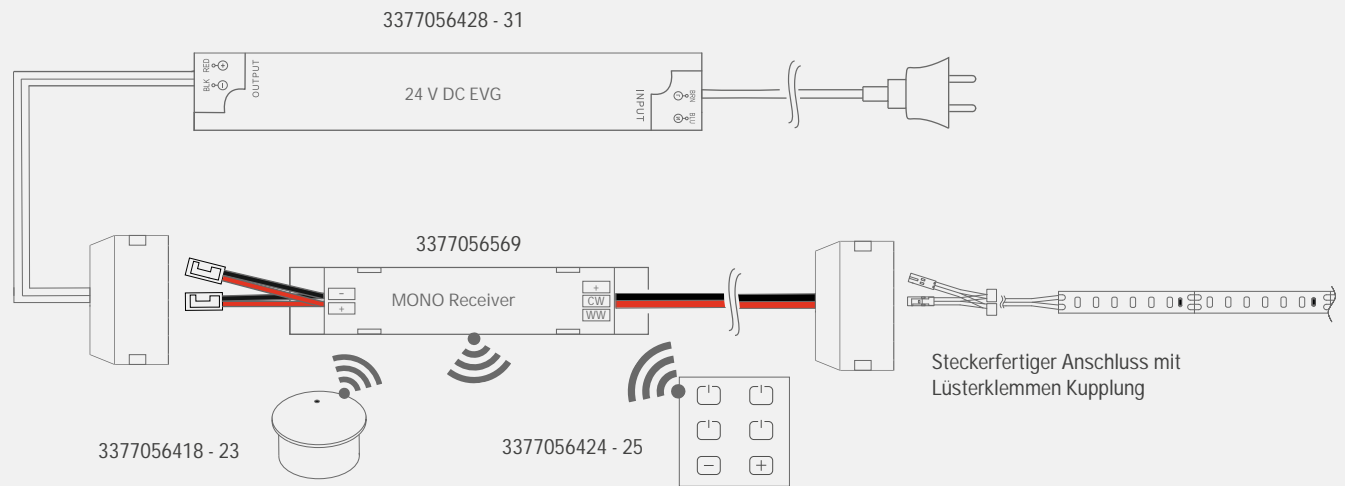 3377056428 - 31
RED +
BLK −
OUTPUT
24 V DC EVG
INPUT
BRN
BLU
3377056569
−
+
MONO Receiver
+
CW
WW
Steckerfertiger Anschluss mit
Lüsterklemmen Kupplung
3377056418 - 23
3377056424 - 25
−
+